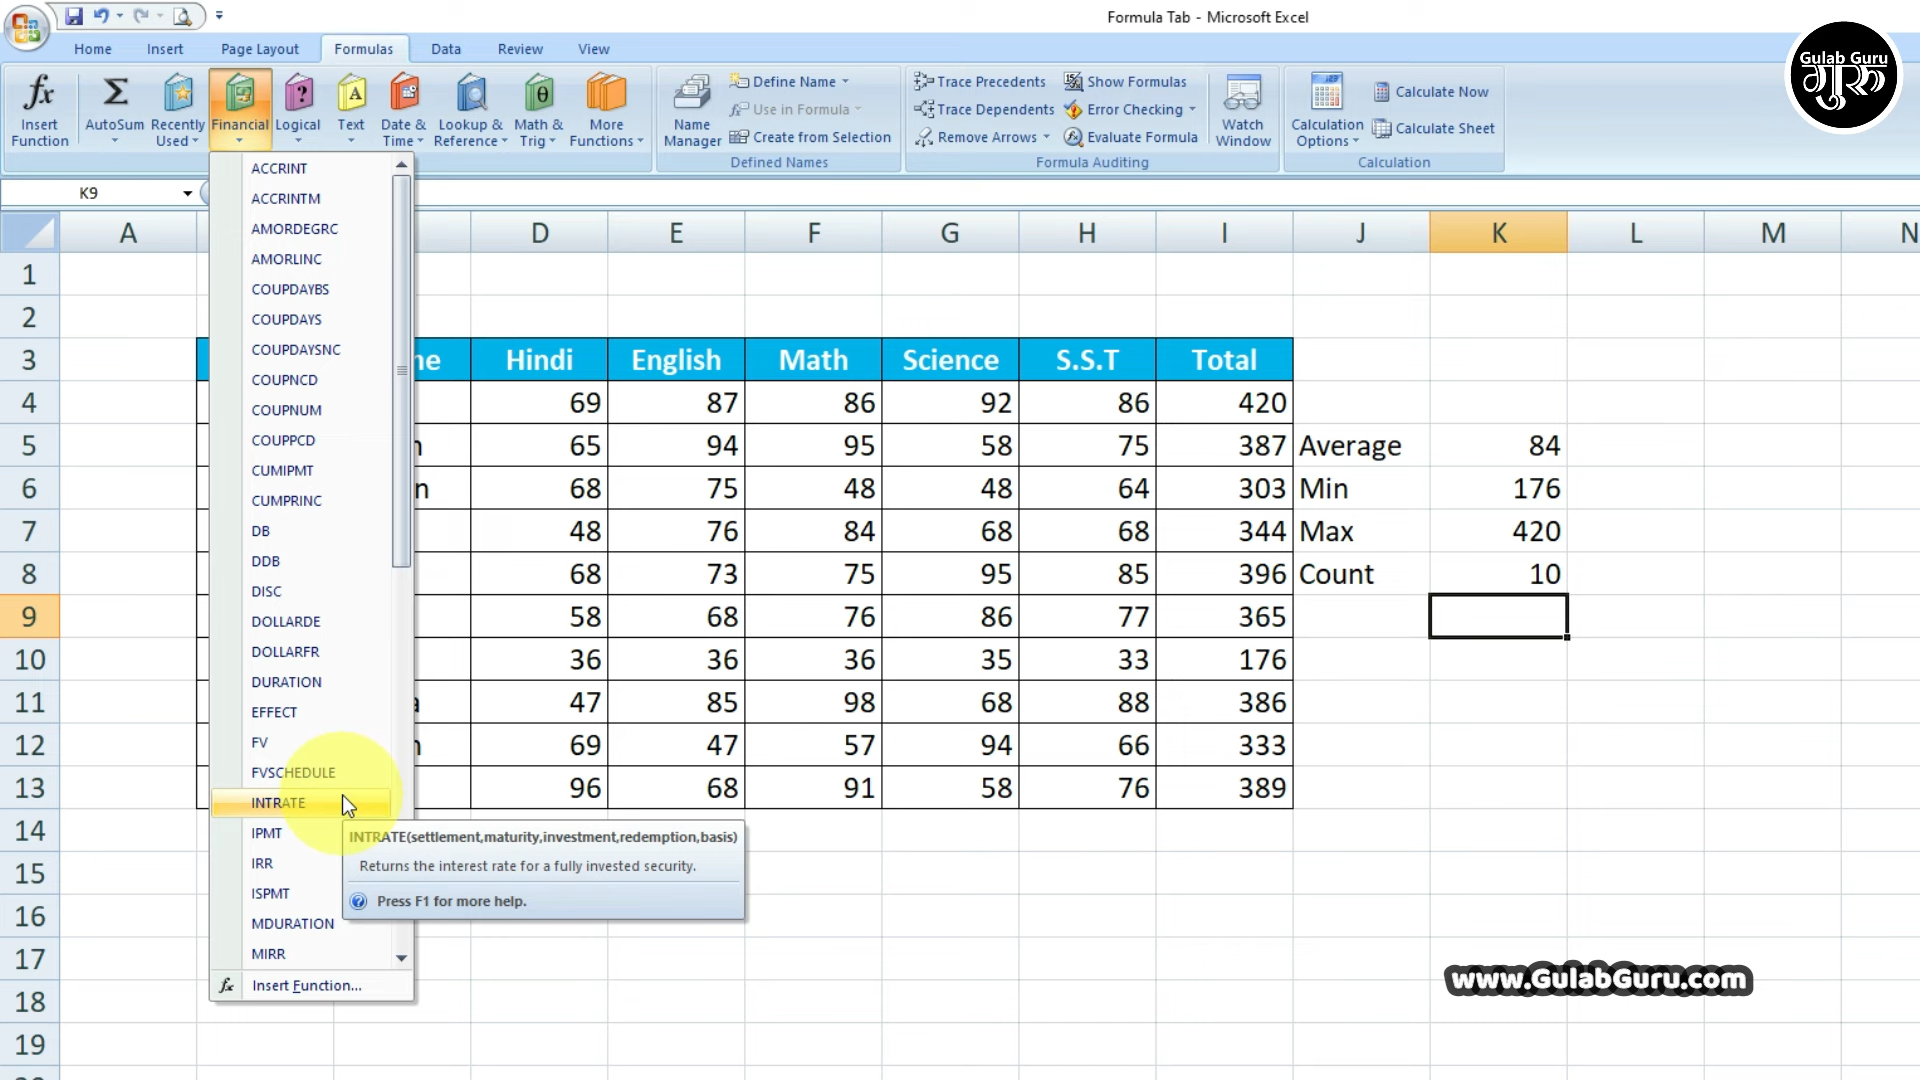 Formula Tab - Microsoft Excel
Gulab Guru
गुरु
Home Insert Page Layout Formulas Data Review View
fx Insert Function
Σ AutoSum
Recently Used
Financial
Logical
Text
Date & Time
Lookup & Reference
Math & Trig
More Functions
Name Manager
Define Name
Use in Formula
Create from Selection
Defined Names
Trace Precedents
Trace Dependents
Remove Arrows
Show Formulas
Error Checking
Evaluate Formula
Watch Window
Formula Auditing
Calculation Options
Calculate Now
Calculate Sheet
Calculation
K9
A D E F G H I J K L M N
ACCRINT
ACCRINTM
AMORDEGRC
AMORLINC
COUPDAYBS
COUPDAYS
COUPDAYSNC
COUPNCD
COUPNUM
COUPPCD
CUMIPMT
CUMPRINC
DB
DDB
DISC
DOLLARDE
DOLLARFR
DURATION
EFFECT
FV
FVSCHEDULE
INTRATE
IPMT
IRR
ISPMT
MDURATION
MIRR
fx Insert Function...
INTRATE(settlement,maturity,investment,redemption,basis)
Returns the interest rate for a fully invested security.
Press F1 for more help.
1
2
3 me Hindi English Math Science S.S.T Total
4 69 87 86 92 86 420
5 65 94 95 58 75 387 Average 84
6 n 68 75 48 48 64 303 Min 176
7 48 76 84 68 68 344 Max 420
8 68 73 75 95 85 396 Count 10
9 58 68 76 86 77 365
10 36 36 36 35 33 176
11 47 85 98 68 88 386
12 69 47 57 94 66 333
13 96 68 91 58 76 389
14
15
16
17
18
19
www.GulabGuru.com